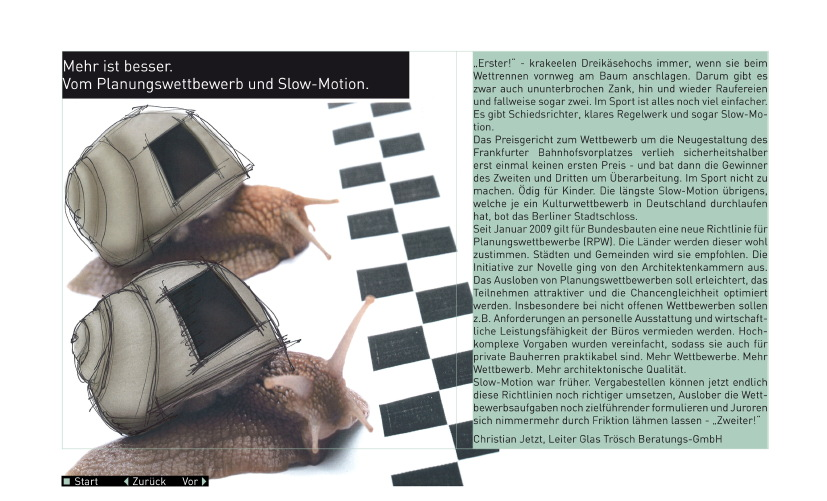 Mehr ist besser.
Vom Planungswettbewerb und Slow-Motion.
„Erster!“ - krakeelen Dreikäsehochs immer, wenn sie beim
Wettrennen vornweg am Baum anschlagen. Darum gibt es
zwar auch ununterbrochen Zank, hin und wieder Raufereien
und fallweise sogar zwei. Im Sport ist alles noch viel einfacher.
Es gibt Schiedsrichter, klares Regelwerk und sogar Slow-Mo-
tion.
Das Preisgericht zum Wettbewerb um die Neugestaltung des
Frankfurter Bahnhofsvorplatzes verlieh sicherheitshalber
erst einmal keinen ersten Preis - und bat dann die Gewinner
des Zweiten und Dritten um Überarbeitung. Im Sport nicht zu
machen. Ödig für Kinder. Die längste Slow-Motion übrigens,
welche je ein Kulturwettbewerb in Deutschland durchlaufen
hat, bot das Berliner Stadtschloss.
Seit Januar 2009 gilt für Bundesbauten eine neue Richtlinie für
Planungswettbewerbe (RPW). Die Länder werden dieser wohl
zustimmen. Städten und Gemeinden wird sie empfohlen. Die
Initiative zur Novelle ging von den Architektenkammern aus.
Das Ausloben von Planungswettbewerben soll erleichtert, das
Teilnehmen attraktiver und die Chancengleichheit optimiert
werden. Insbesondere bei nicht offenen Wettbewerben sollen
z.B. Anforderungen an personelle Ausstattung und wirtschaft-
liche Leistungsfähigkeit der Büros vermieden werden. Hoch-
komplexe Vorgaben wurden vereinfacht, sodass sie auch für
private Bauherren praktikabel sind. Mehr Wettbewerbe. Mehr
Wettbewerb. Mehr architektonische Qualität.
Slow-Motion war früher. Vergabestellen können jetzt endlich
diese Richtlinien noch richtiger umsetzen, Auslober die Wett-
bewerbsaufgaben noch zielführender formulieren und Juroren
sich nimmermehr durch Friktion lähmen lassen - „Zweiter!“
Christian Jetzt, Leiter Glas Trösch Beratungs-GmbH
Start Zurück Vor